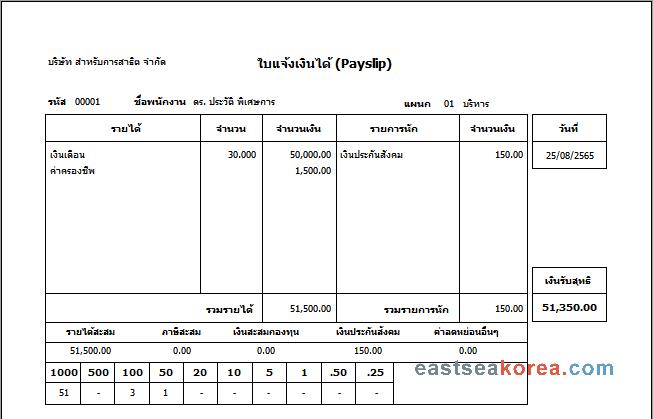 บริษัท สำหรับการสาธิต จำกัด
ใบแจ้งเงินได้ (Payslip)
รหัส 00001 ชื่อพนักงาน ดร. ประวัติ พิเศษการ แผนก 01 บริหาร
รายได้ จำนวน จำนวนเงิน รายการหัก จำนวนเงิน วันที่
เงินเดือน 30.000 50,000.00 เงินประกันสังคม 150.00 25/08/2565
ค่าครองชีพ 1,500.00
เงินรับสุทธิ
รวมรายได้ 51,500.00 รวมรายการหัก 150.00 51,350.00
รายได้สะสม ภาษีสะสม เงินสะสมกองทุน เงินประกันสังคม ค่าลดหย่อนอื่นๆ
51,500.00 0.00 0.00 150.00 0.00
1000 500 100 50 20 10 5 1 .50 .25
51 - 3 1 - - - - - -
eastseakorea.com